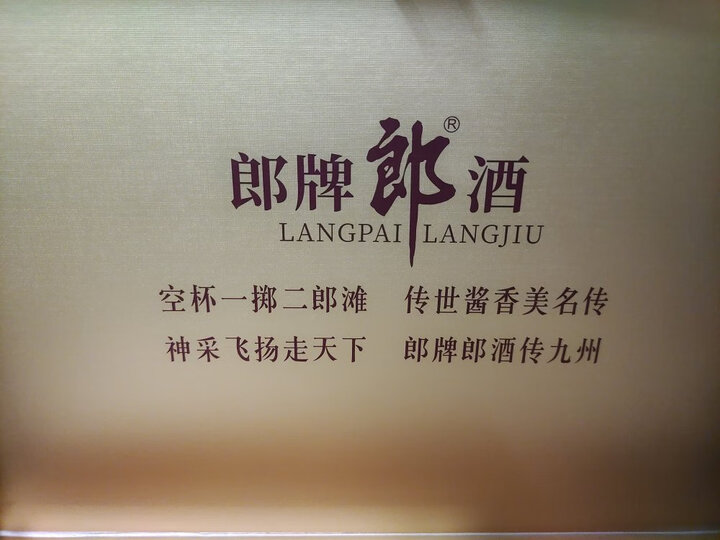 郎牌郎®酒
LANGPAI LANGJIU
空杯一掷二郎滩 传世酱香美名传
神采飞扬走天下 郎牌郎酒传九州